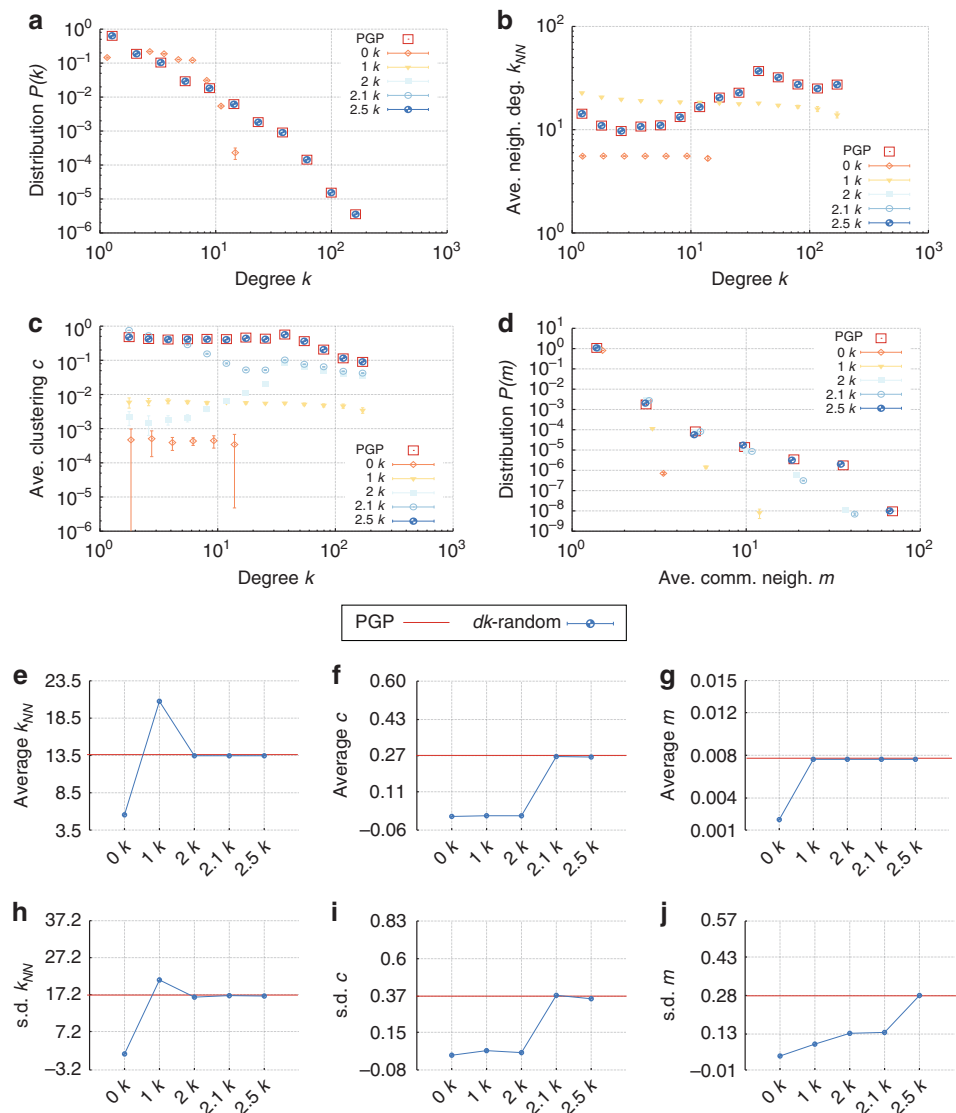 a
10^0
10^-1
10^-2
10^-3
10^-4
10^-5
10^-6
10^0 10^1 10^2 10^3
Distribution P(k)
Degree k
PGP
0 k
1 k
2 k
2.1 k
2.5 k
b
10^2
10^1
10^0
10^0 10^1 10^2 10^3
Ave. neigh. deg. k_NN
Degree k
PGP
0 k
1 k
2 k
2.1 k
2.5 k
c
10^0
10^-1
10^-2
10^-3
10^-4
10^-5
10^-6
10^0 10^1 10^2 10^3
Ave. clustering c
Degree k
PGP
0 k
1 k
2 k
2.1 k
2.5 k
d
10^1
10^0
10^-1
10^-2
10^-3
10^-4
10^-5
10^-6
10^-7
10^-8
10^-9
10^0 10^1 10^2
Distribution P(m)
Ave. comm. neigh. m
PGP
0 k
1 k
2 k
2.1 k
2.5 k
PGP dk-random
e
23.5
18.5
13.5
8.5
3.5
Average k_NN
0 k 1 k 2 k 2.1 k 2.5 k
f
0.60
0.43
0.27
0.11
−0.06
Average c
0 k 1 k 2 k 2.1 k 2.5 k
g
0.015
0.012
0.008
0.004
0.001
Average m
0 k 1 k 2 k 2.1 k 2.5 k
h
37.2
27.2
17.2
7.2
−3.2
s.d. k_NN
0 k 1 k 2 k 2.1 k 2.5 k
i
0.83
0.60
0.37
0.15
−0.08
s.d. c
0 k 1 k 2 k 2.1 k 2.5 k
j
0.57
0.43
0.28
0.13
−0.01
s.d. m
0 k 1 k 2 k 2.1 k 2.5 k